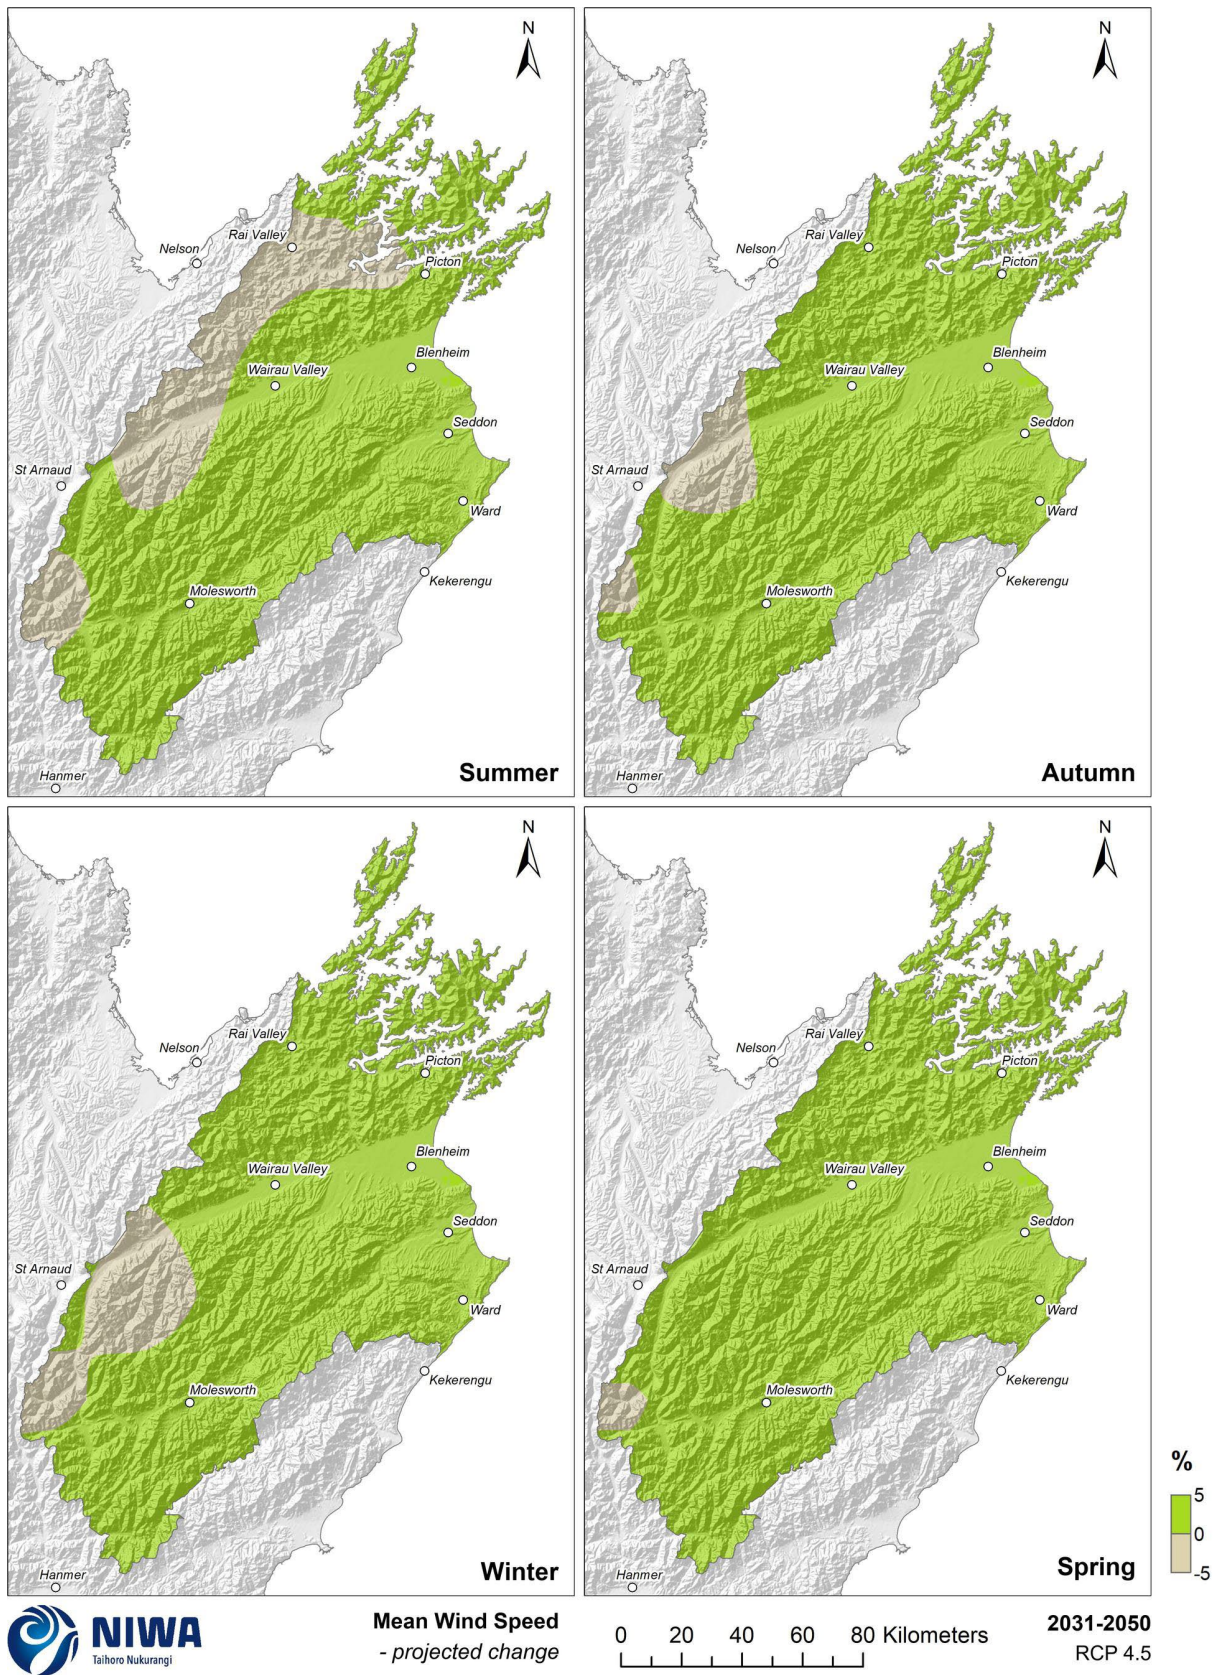 N
Nelson
Rai Valley
Picton
Blenheim
Wairau Valley
Seddon
St Arnaud
Ward
Kekerengu
Molesworth
Hanmer
Summer
N
Nelson
Rai Valley
Picton
Blenheim
Wairau Valley
Seddon
St Arnaud
Ward
Kekerengu
Molesworth
Hanmer
Autumn
N
Nelson
Rai Valley
Picton
Blenheim
Wairau Valley
Seddon
St Arnaud
Ward
Kekerengu
Molesworth
Hanmer
Winter
N
Nelson
Rai Valley
Picton
Blenheim
Wairau Valley
Seddon
St Arnaud
Ward
Kekerengu
Molesworth
Hanmer
Spring
%
5
0
-5
NIWA
Taihoro Nukurangi
Mean Wind Speed
- projected change
0 20 40 60 80 Kilometers
2031-2050
RCP 4.5